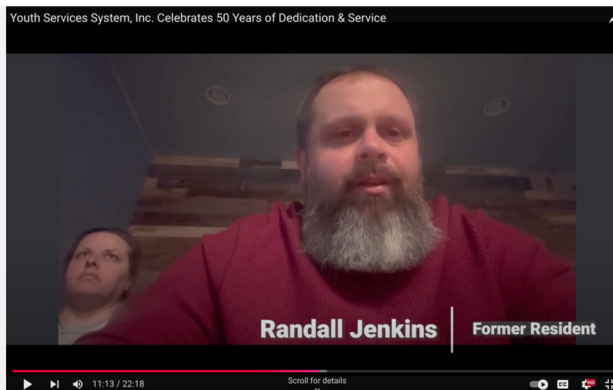 Youth Services System, Inc. Celebrates 50 Years of Dedication & Service
Randall Jenkins
Former Resident
Scroll for details
11:13 / 22:18
CC